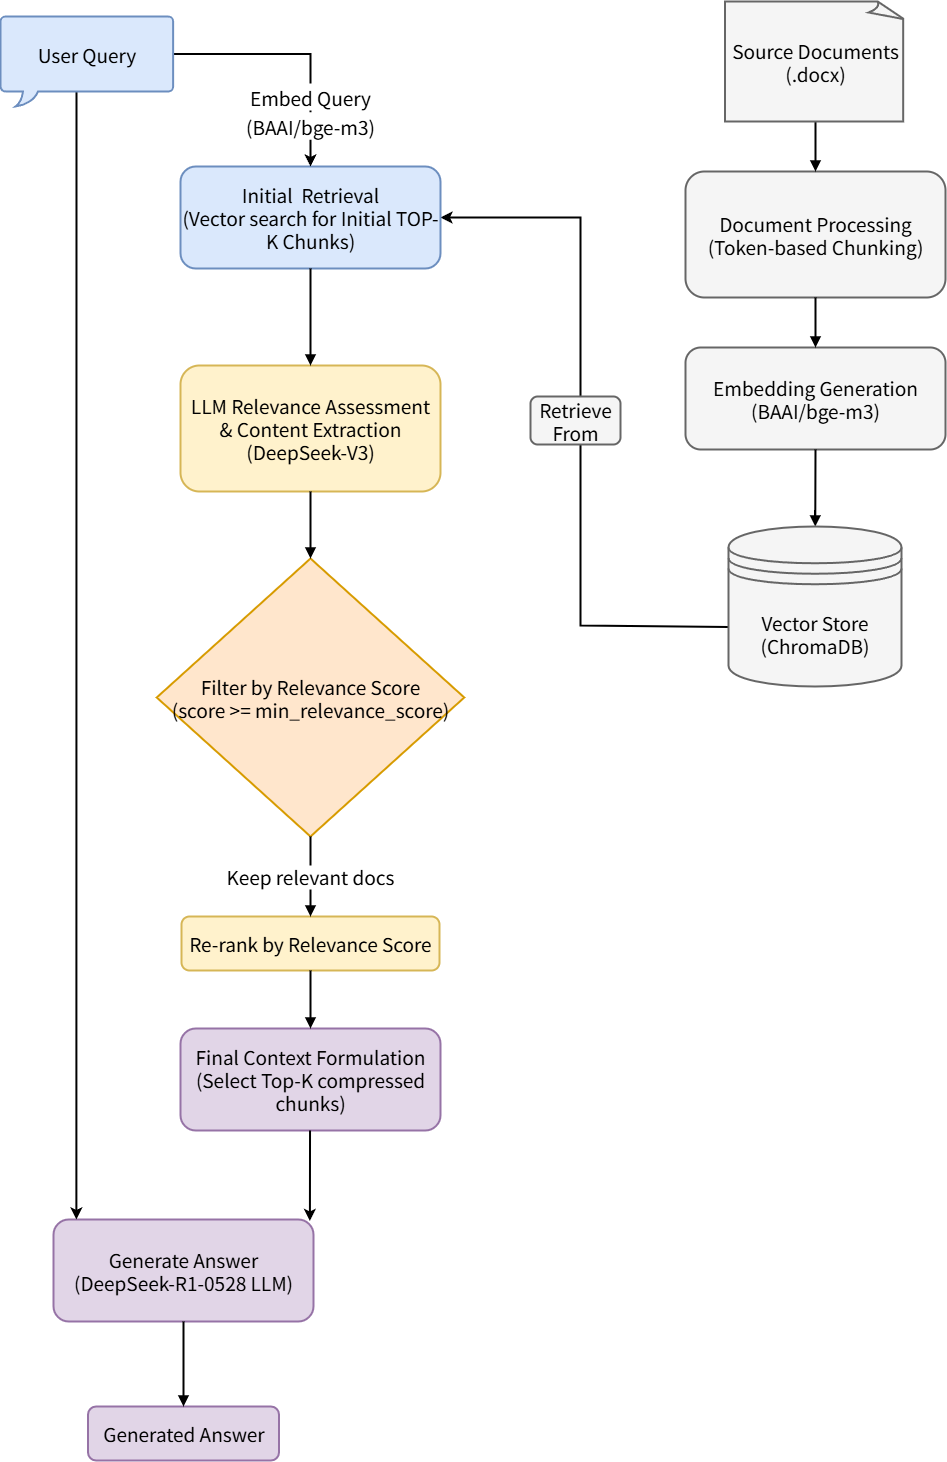 User Query
Embed Query
(BAAI/bge-m3)
Initial  Retrieval
(Vector search for Initial TOP-
K Chunks)
LLM Relevance Assessment
& Content Extraction
(DeepSeek-V3)
Filter by Relevance Score
(score >= min_relevance_score)
Keep relevant docs
Re-rank by Relevance Score
Final Context Formulation
(Select Top-K compressed
chunks)
Generate Answer
(DeepSeek-R1-0528 LLM)
Generated Answer
Retrieve
From
Source Documents
(.docx)
Document Processing
(Token-based Chunking)
Embedding Generation
(BAAI/bge-m3)
Vector Store
(ChromaDB)